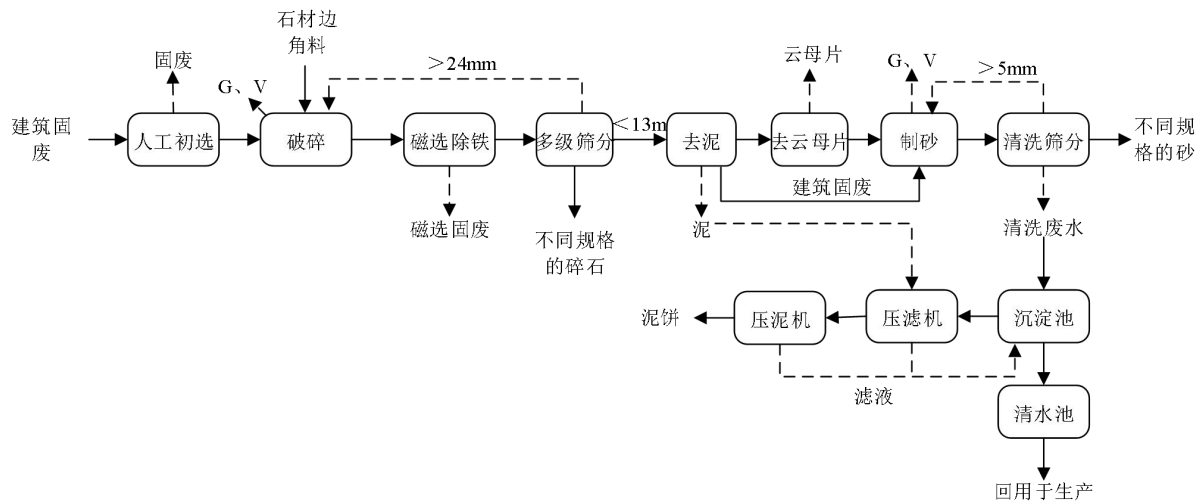 石材边
角料
固废
G、V
＞24mm
云母片
G、V
＞5mm
建筑固
废
人工初选
破碎
磁选除铁
多级筛分
＜13m
去泥
去云母片
制砂
清洗筛分
不同规
格的砂
建筑固废
磁选固废
不同规格
的碎石
泥
清洗废水
泥饼
压泥机
压滤机
沉淀池
滤液
清水池
回用于生产